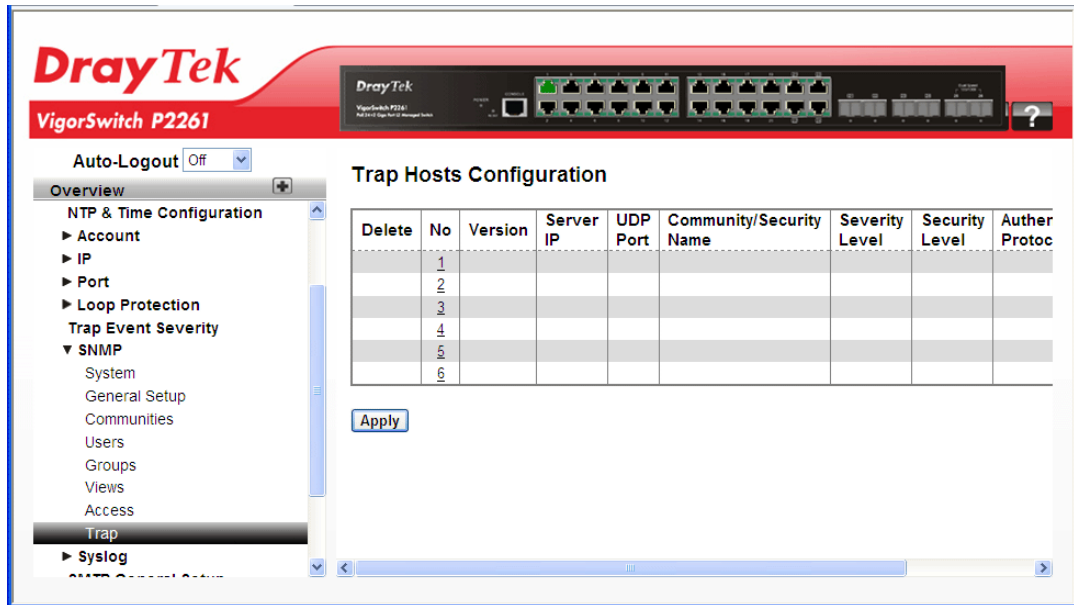 DrayTek
VigorSwitch P2261
DrayTek
VigorSwitch P2261
POWER
CONSOLE
?
Auto-Logout Off
Overview
NTP & Time Configuration
▶ Account
▶ IP
▶ Port
▶ Loop Protection
Trap Event Severity
▼ SNMP
System
General Setup
Communities
Users
Groups
Views
Access
Trap
▶ Syslog
Trap Hosts Configuration
Delete No Version Server IP UDP Port Community/Security Name Severity Level Security Level Authen Protoc
1
2
3
4
5
6
Apply